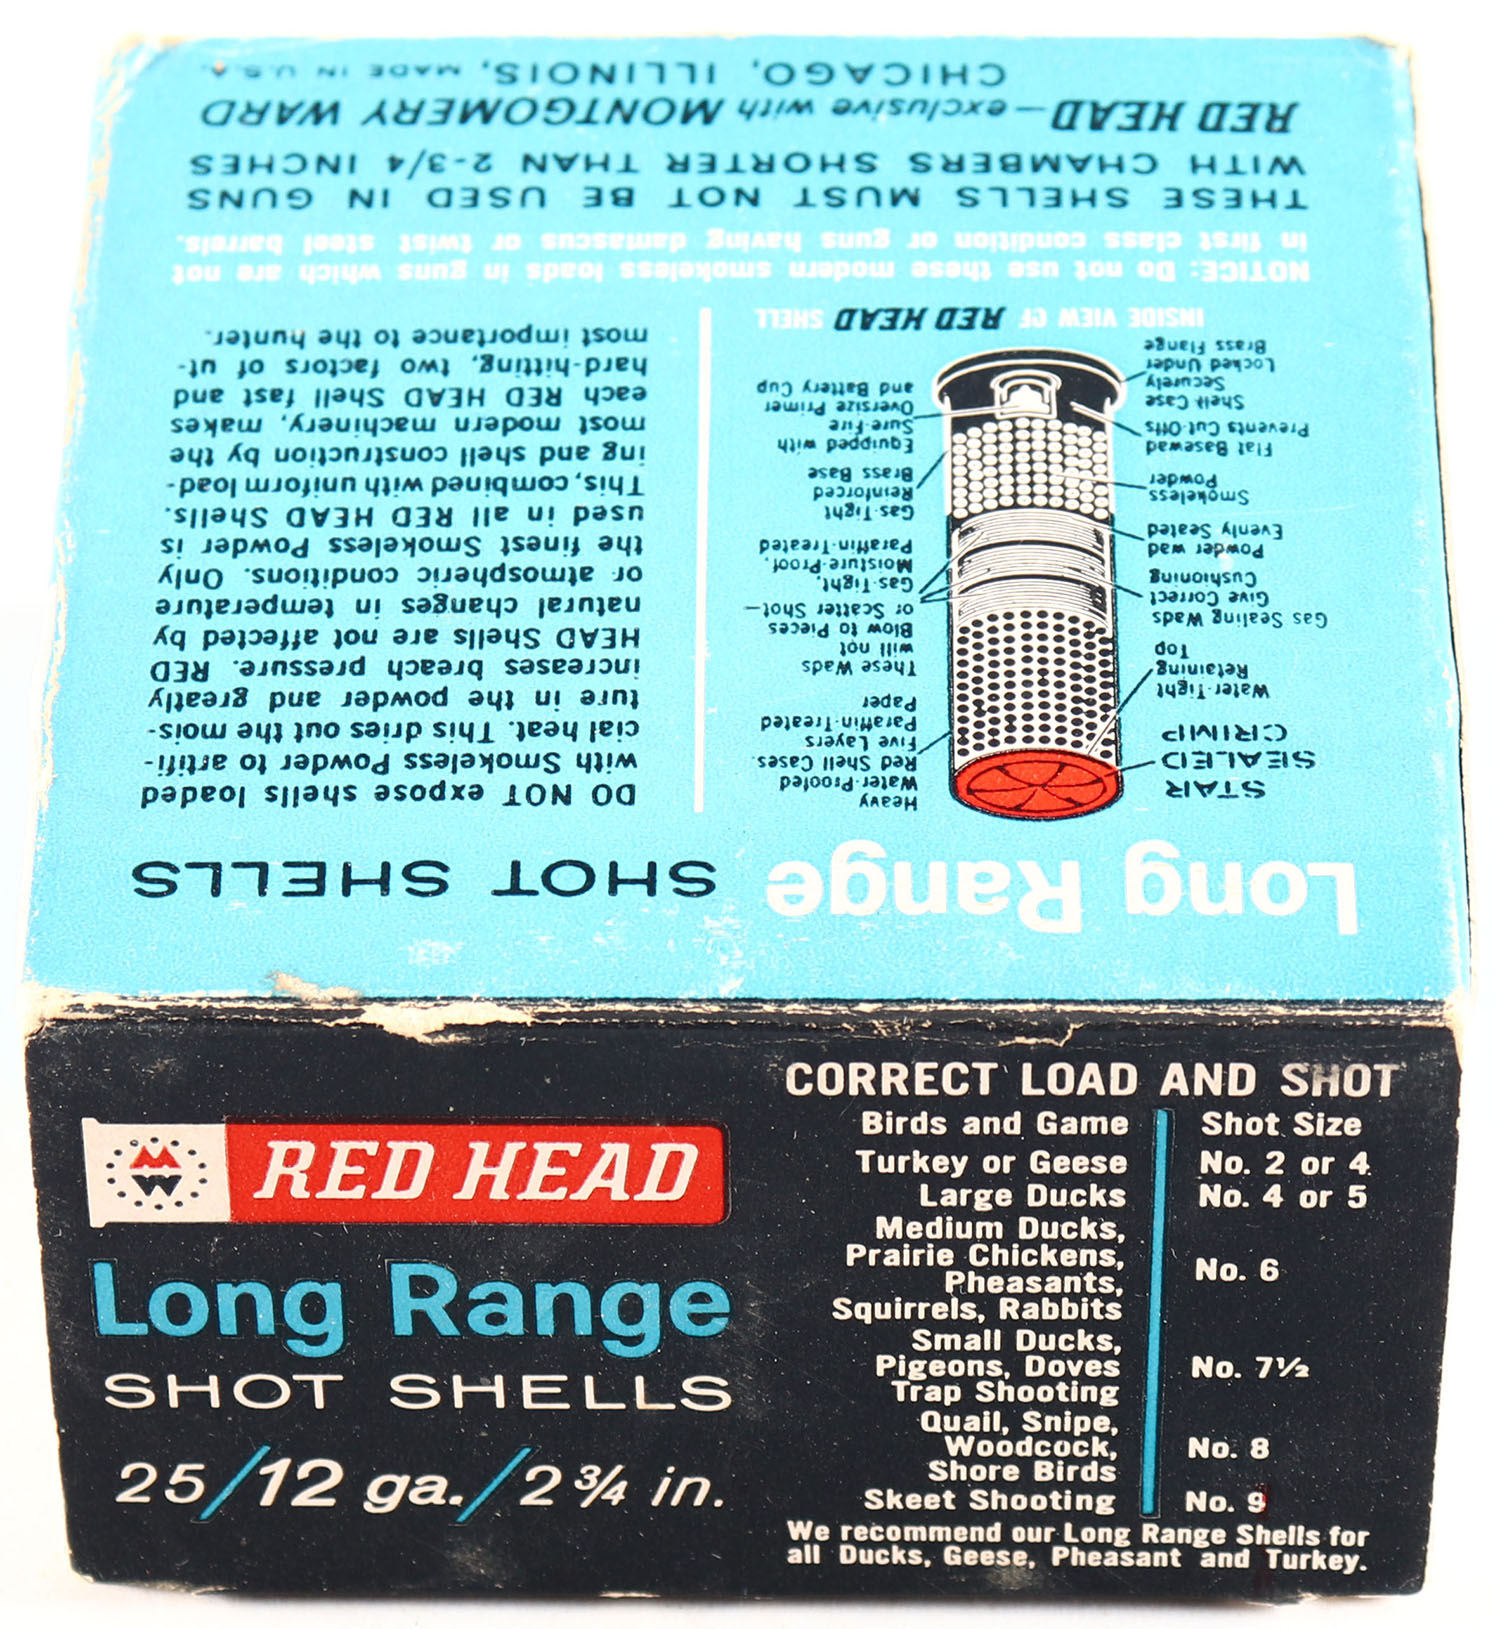 Long Range SHOT SHELLS
STAR
SEALED
CRIMP
Water-Tight
Retaining
Top
Gas Sealing Wads
Give Correct
Cushioning
Powder wad
Evenly Seated
Smokeless
Powder
Flat Basewad
Prevents Cut-Offs
Shell Case
Securely
Locked Under
Brass Flange
Heavy
Water-Proofed
Red Shell Cases.
Five Layers
Paraffin-Treated
Paper
These Wads
will not
Blow to Pieces
or Scatter Shot—
Gas-Tight,
Moisture-Proof,
Paraffin-Treated
Gas-Tight
Reinforced
Brass Base
Equipped with
Sure-Fire
Oversize Primer
and Battery Cup
INSIDE VIEW OF RED HEAD SHELL
DO NOT expose shells loaded
with Smokeless Powder to artifi-
cial heat. This dries out the mois-
ture in the powder and greatly
increases breach pressure. RED
HEAD Shells are not affected by
natural changes in temperature
or atmospheric conditions. Only
the finest Smokeless Powder is
used in all RED HEAD Shells.
This, combined with uniform load-
ing and shell construction by the
most modern machinery, makes
each RED HEAD Shell fast and
hard-hitting, two factors of ut-
most importance to the hunter.
NOTICE: Do not use these modern smokeless loads in guns which are not
in first class condition or guns having damascus or twist steel barrels.
THESE SHELLS MUST NOT BE USED IN GUNS
WITH CHAMBERS SHORTER THAN 2-3/4 INCHES
RED HEAD—exclusive with MONTGOMERY WARD
CHICAGO, ILLINOIS, MADE IN U.S.A.
MW
RED HEAD
Long Range
SHOT SHELLS
25/12 ga./2 3/4 in.
CORRECT LOAD AND SHOT
Birds and Game Shot Size
Turkey or Geese No. 2 or 4
Large Ducks No. 4 or 5
Medium Ducks,
Prairie Chickens,
Pheasants,
Squirrels, Rabbits
No. 6
Small Ducks,
Pigeons, Doves
Trap Shooting
No. 7½
Quail, Snipe,
Woodcock,
Shore Birds
No. 8
Skeet Shooting No. 9
We recommend our Long Range Shells for
all Ducks, Geese, Pheasant and Turkey.